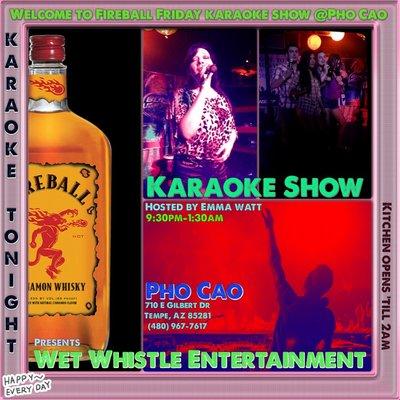 Welcome to Fireball Friday karaoke show @Pho Cao
KARAOKE TONIGHT
Karaoke Show
Hosted by Emma Watt
9:30pm-1:30am
FIREBALL
HOT
CINNAMON WHISKY
Kitchen opens 'till 2am
Pho Cao
710 E Gilbert Dr
Tempe, AZ 85281
(480) 967-7617
Presents
Wet Whistle Entertainment
HAPPY~
EVERY DAY